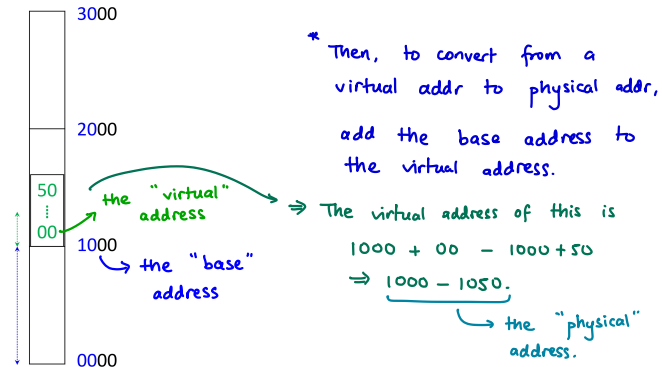 3000
2000
50
00
1000
0000
the "virtual"
address
the "base"
address
* Then, to convert from a
virtual addr to physical addr,
add the base address to
the virtual address.
⇒ The virtual address of this is
1000 + 00 - 1000+50
⇒ 1000 - 1050.
the "physical"
address.